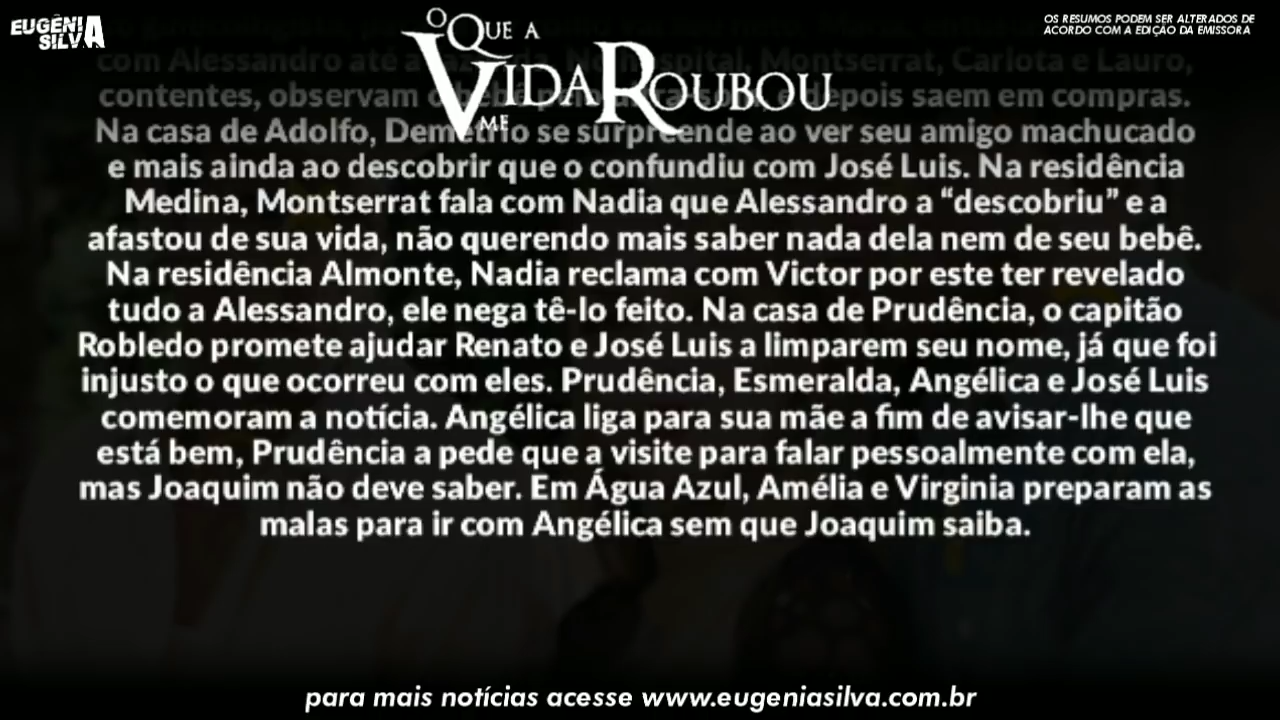 EUGÊNI
SILVA
O QUE A
VIDA ROUBOU
ME
OS RESUMOS PODEM SER ALTERADOS DE
ACORDO COM A EDIÇÃO DA EMISSORA
com Alessandro até a hospital. Montserrat, Carlota e Lauro,
contentes, observam o bebê depois saem em compras.
Na casa de Adolfo, Demétrio se surpreende ao ver seu amigo machucado
e mais ainda ao descobrir que o confundiu com José Luis. Na residência
Medina, Montserrat fala com Nadia que Alessandro a “descobriu” e a
afastou de sua vida, não querendo mais saber nada dela nem de seu bebê.
Na residência Almonte, Nadia reclama com Victor por este ter revelado
tudo a Alessandro, ele nega tê-lo feito. Na casa de Prudência, o capitão
Robledo promete ajudar Renato e José Luis a limparem seu nome, já que foi
injusto o que ocorreu com eles. Prudência, Esmeralda, Angélica e José Luis
comemoram a notícia. Angélica liga para sua mãe a fim de avisar-lhe que
está bem, Prudência a pede que a visite para falar pessoalmente com ela,
mas Joaquim não deve saber. Em Água Azul, Amélia e Virginia preparam as
malas para ir com Angélica sem que Joaquim saiba.
para mais notícias acesse www.eugeniasilva.com.br